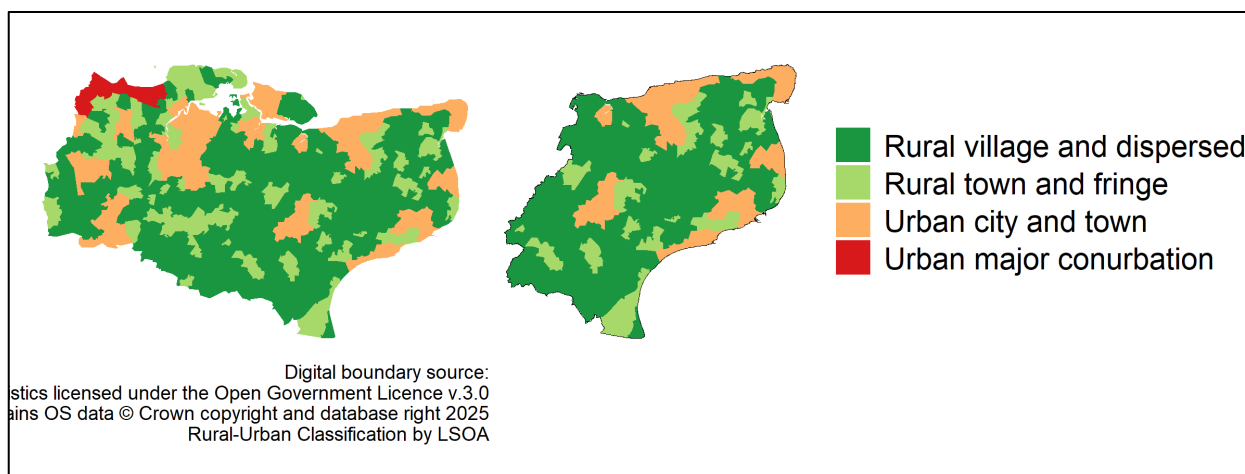 Rural village and dispersed
Rural town and fringe
Urban city and town
Urban major conurbation
Digital boundary source:
stics licensed under the Open Government Licence v.3.0
ains OS data © Crown copyright and database right 2025
Rural-Urban Classification by LSOA